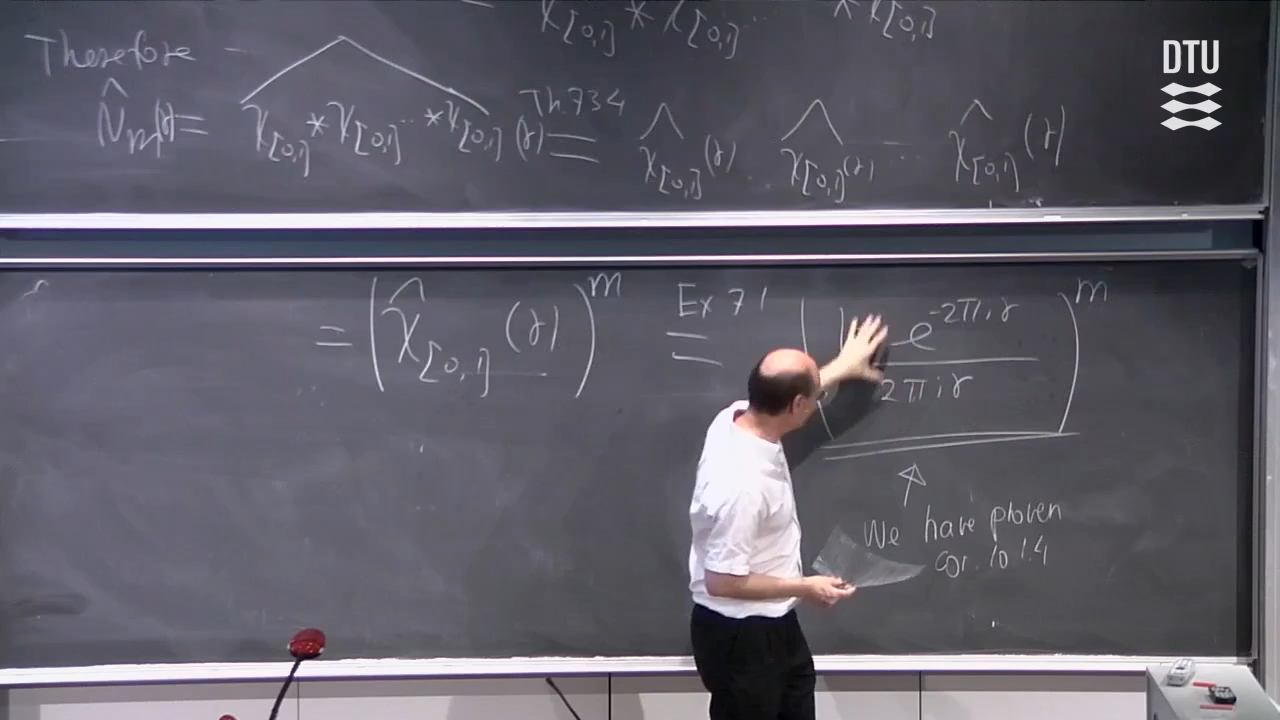 χ[0,1] * χ[0,1] ... * χ[0,1]
Therefore
N̂m(γ) = χ[0,1] * χ[0,1] ... * χ[0,1] (γ) = Th 7.3.4 χ̂[0,1](γ) · χ̂[0,1](γ) ... χ̂[0,1](γ)
= (χ̂[0,1](γ))^m = Ex 7.1 ( e^{-2πiγ} / 2πiγ )^m
We have proven
cor. 10.1.4
DTU